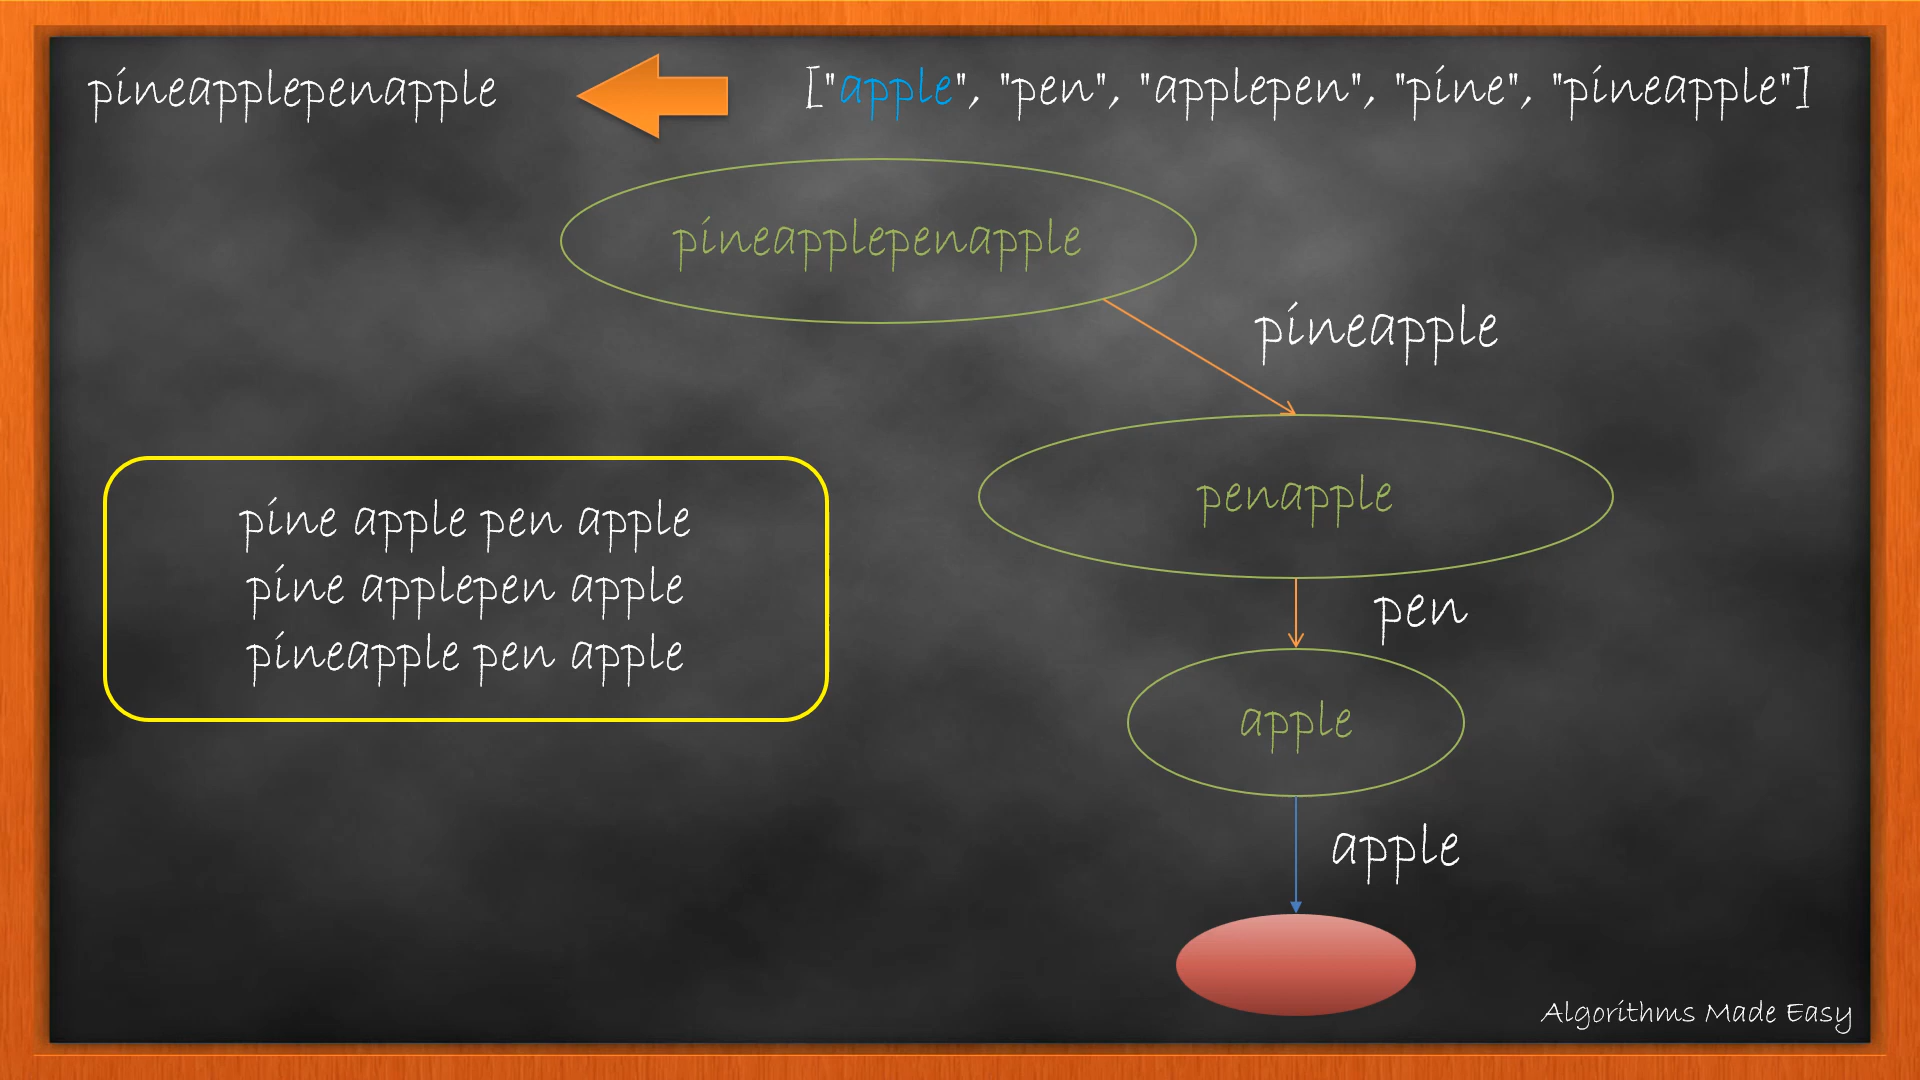 pineapplepenapple
["apple", "pen", "applepen", "pine", "pineapple"]
pineapplepenapple
pineapple
penapple
pine apple pen apple
pine applepen apple
pineapple pen apple
pen
apple
apple
Algorithms Made Easy